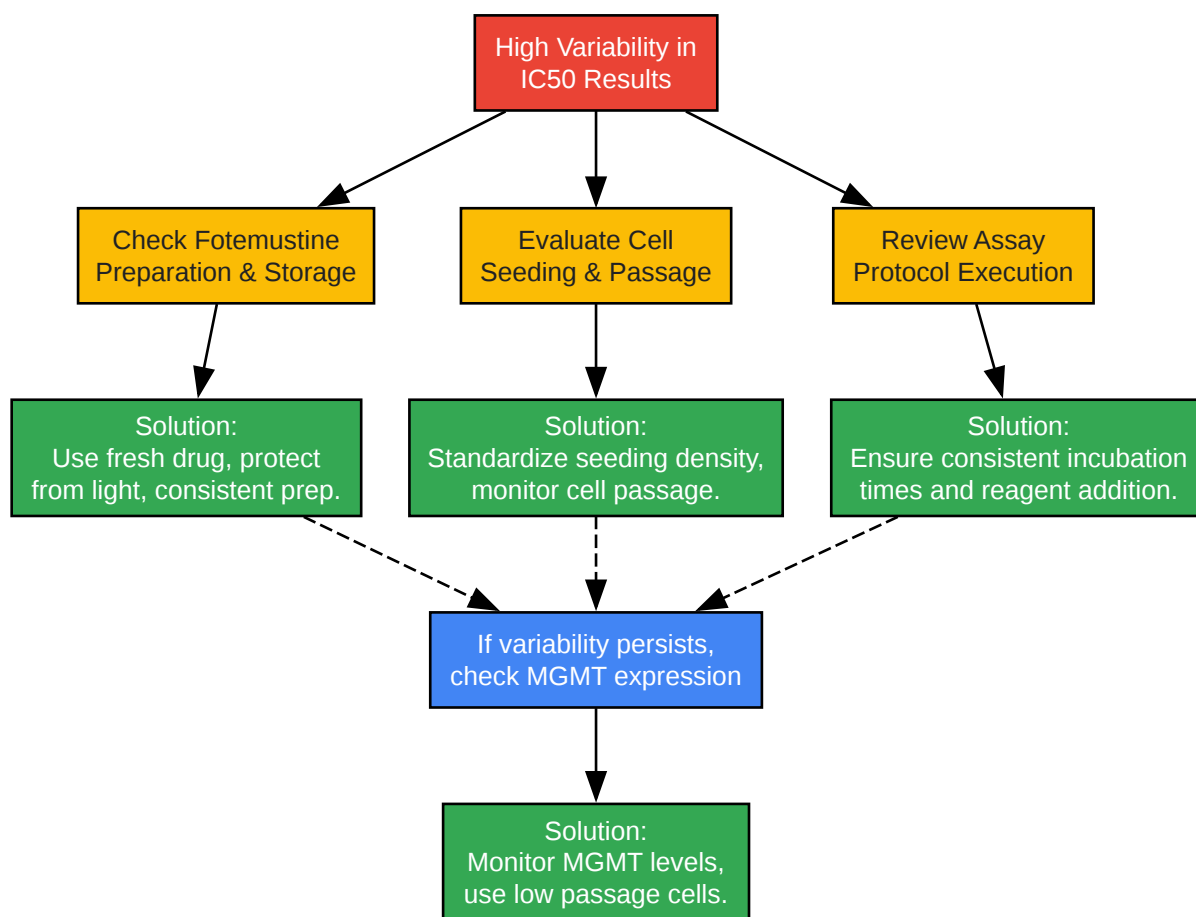 High Variability in
IC50 Results
Check Fotemustine
Preparation & Storage
Evaluate Cell
Seeding & Passage
Review Assay
Protocol Execution
Solution:
Use fresh drug, protect
from light, consistent prep.
Solution:
Standardize seeding density,
monitor cell passage.
Solution:
Ensure consistent incubation
times and reagent addition.
If variability persists,
check MGMT expression
Solution:
Monitor MGMT levels,
use low passage cells.